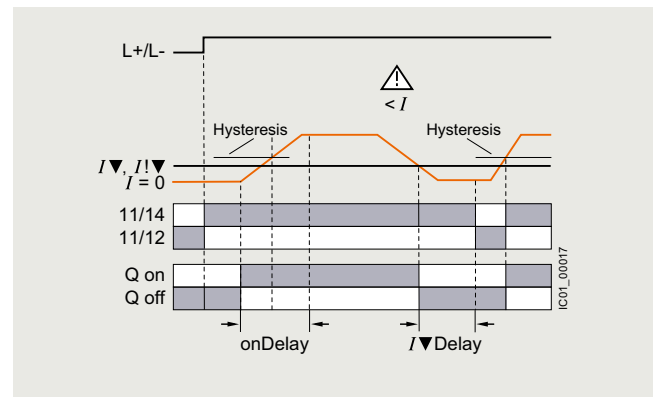 L+/L-
< I
Hysteresis
Hysteresis
I▼, I!▼
I = 0
11/14
11/12
Q on
Q off
IC01_00017
onDelay
I▼Delay